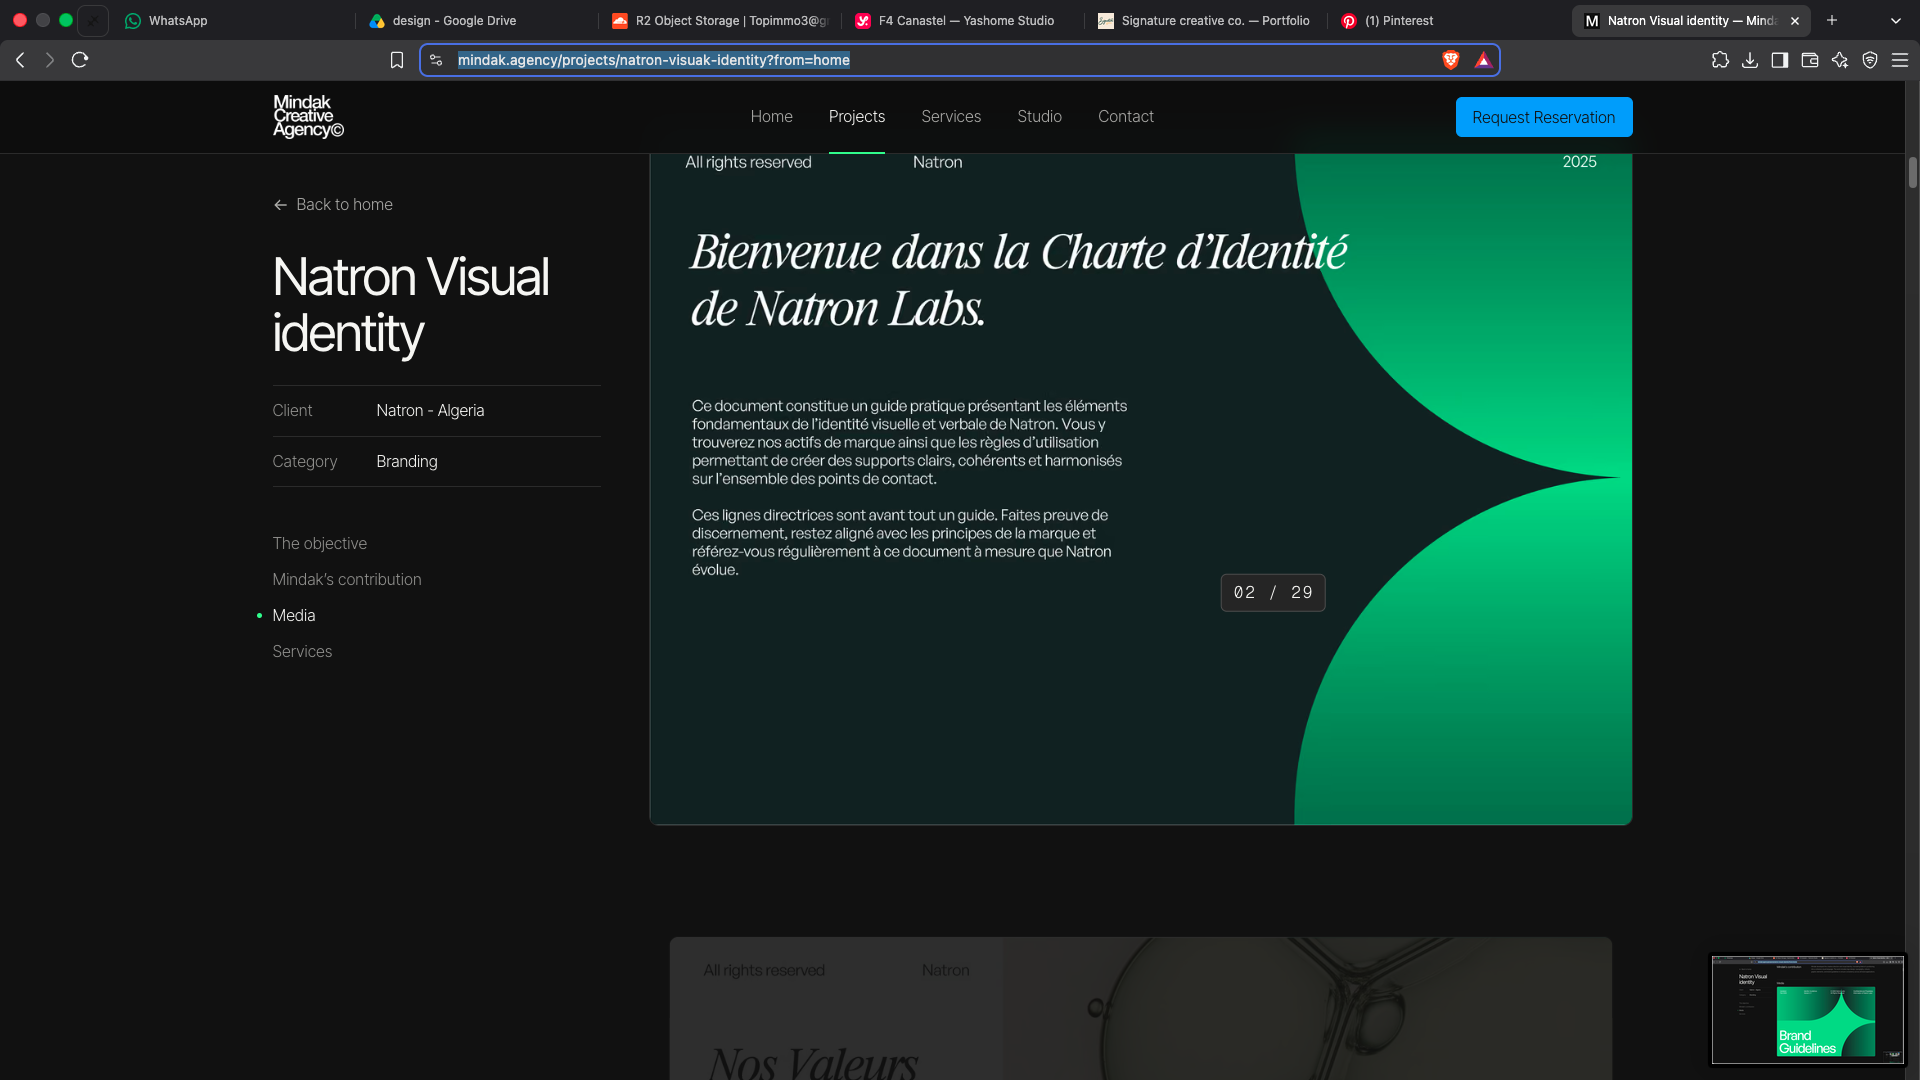 WhatsApp
design - Google Drive
R2 Object Storage | Topimmo3@g
F4 Canastel — Yashome Studio
Signature creative co. — Portfolio
(1) Pinterest
Natron Visual identity — Mind
mindak.agency/projects/natron-visuak-identity?from=home
Mindak
Creative
Agency©
Home
Projects
Services
Studio
Contact
Request Reservation
← Back to home
Natron Visual
identity
Client Natron - Algeria
Category Branding
The objective
Mindak's contribution
Media
Services
All rights reserved
Natron
2025
Bienvenue dans la Charte d’Identité
de Natron Labs.
Ce document constitue un guide pratique présentant les éléments
fondamentaux de l’identité visuelle et verbale de Natron. Vous y
trouverez nos actifs de marque ainsi que les règles d’utilisation
permettant de créer des supports clairs, cohérents et harmonisés
sur l’ensemble des points de contact.
Ces lignes directrices sont avant tout un guide. Faites preuve de
discernement, restez aligné avec les principes de la marque et
référez-vous régulièrement à ce document à mesure que Natron
évolue.
02 / 29
All rights reserved
Natron
Nos Valeurs
Natron Visual
identity
Brand
Guidelines